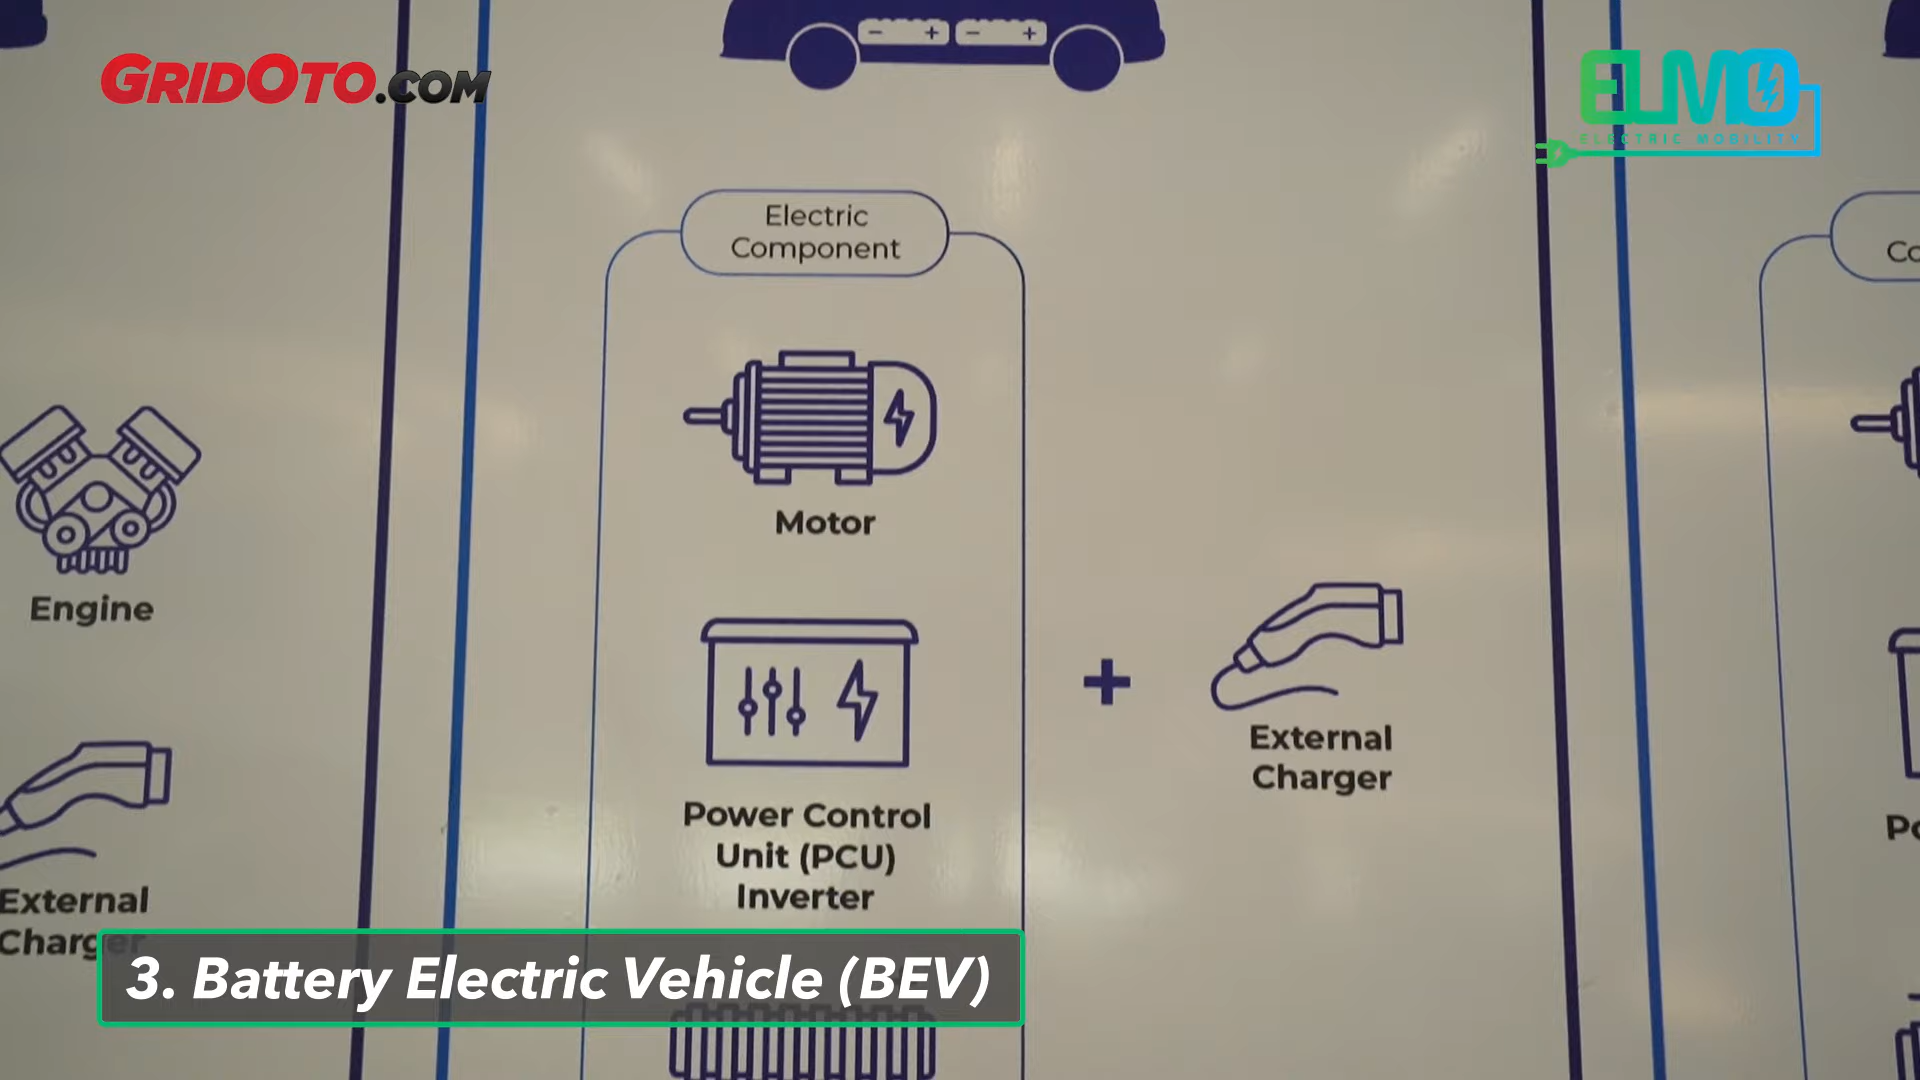 GRIDOTO.COM
ELMO
ELECTRIC MOBILITY
Electric
Component
Motor
Engine
Power Control
Unit (PCU)
Inverter
+
External
Charger
External
Charger
3. Battery Electric Vehicle (BEV)